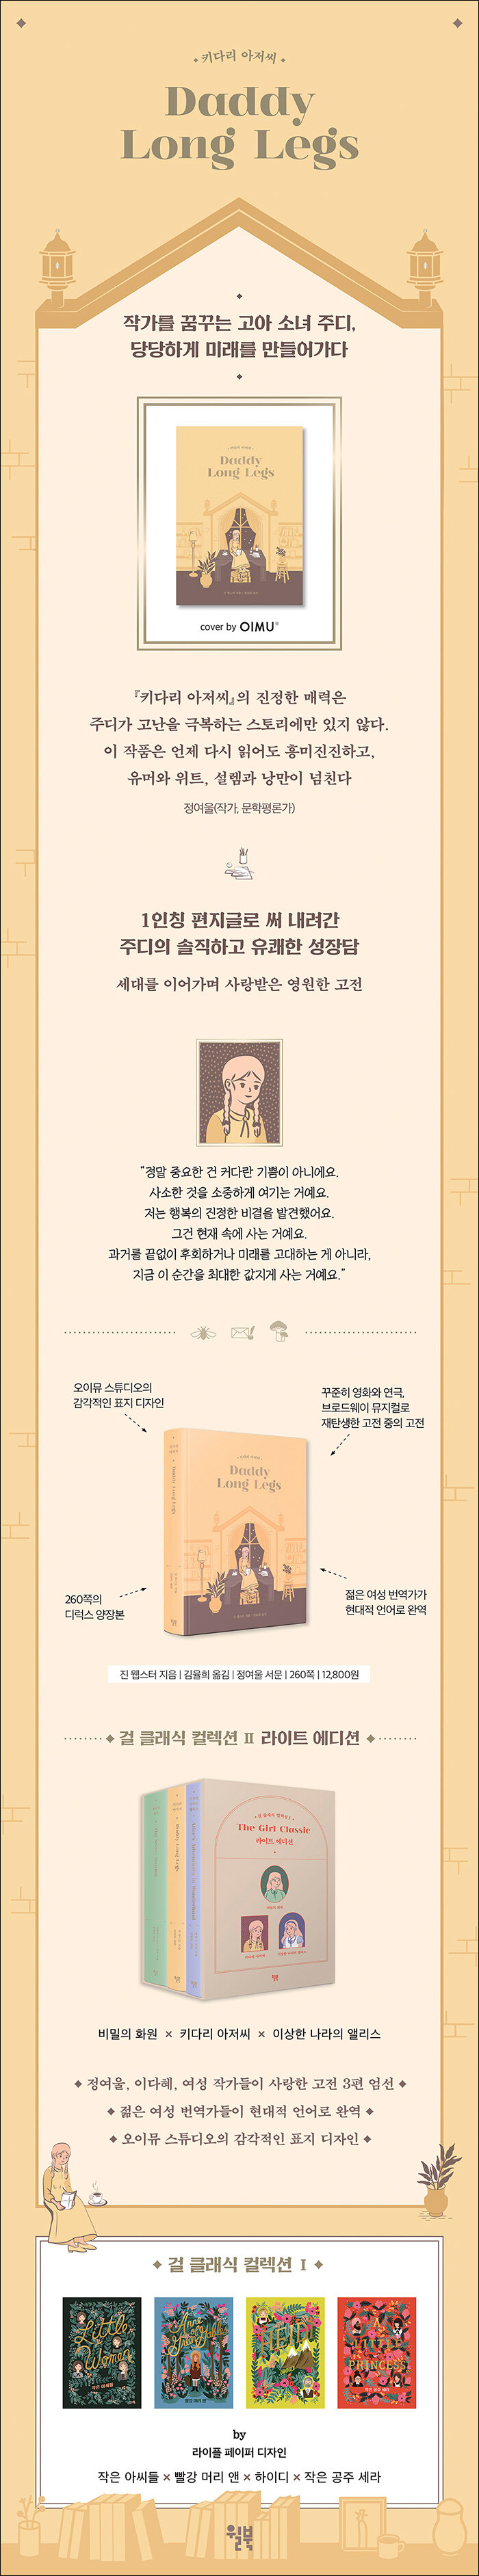 키다리 아저씨
Daddy
Long Legs
작가를 꿈꾸는 고아 소녀 주디,
당당하게 미래를 만들어가다
Daddy
Long Legs
cover by OIMU®
『키다리 아저씨』의 진정한 매력은
주디가 고난을 극복하는 스토리에만 있지 않다.
이 작품은 언제 다시 읽어도 흥미진진하고,
유머와 위트, 설렘과 낭만이 넘친다
정여울(작가, 문학평론가)
1인칭 편지글로 써 내려간
주디의 솔직하고 유쾌한 성장담
세대를 이어가며 사랑받은 영원한 고전
“정말 중요한 건 커다란 기쁨이 아니에요.
사소한 것을 소중하게 여기는 거예요.
저는 행복의 진정한 비결을 발견했어요.
그건 현재 속에 사는 거예요.
과거를 끝없이 후회하거나 미래를 고대하는 게 아니라,
지금 이 순간을 최대한 값지게 사는 거예요.”
오이뮤 스튜디오의
감각적인 표지 디자인
꾸준히 영화와 연극,
브로드웨이 뮤지컬로
재탄생한 고전 중의 고전
Daddy
Long Legs
Daddy Long Legs
260쪽의
디럭스 양장본
젊은 여성 번역가가
현대적 언어로 완역
진 웹스터 지음 | 김율희 옮김 | 정여울 서문 | 260쪽 | 12,800원
걸 클래식 컬렉션 II 라이트 에디션
The Girl Classic
라이트 에디션
Daddy Long Legs
비밀의 화원 × 키다리 아저씨 × 이상한 나라의 앨리스
정여울, 이다혜, 여성 작가들이 사랑한 고전 3편 엄선
젊은 여성 번역가들이 현대적 언어로 완역
오이뮤 스튜디오의 감각적인 표지 디자인
걸 클래식 컬렉션 I
Little Women
작은 아씨들
빨강 머리 앤
HEIDI
PRINCESS
작은 공주 세라
by
라이플 페이퍼 디자인
작은 아씨들 × 빨강 머리 앤 × 하이디 × 작은 공주 세라
윌북